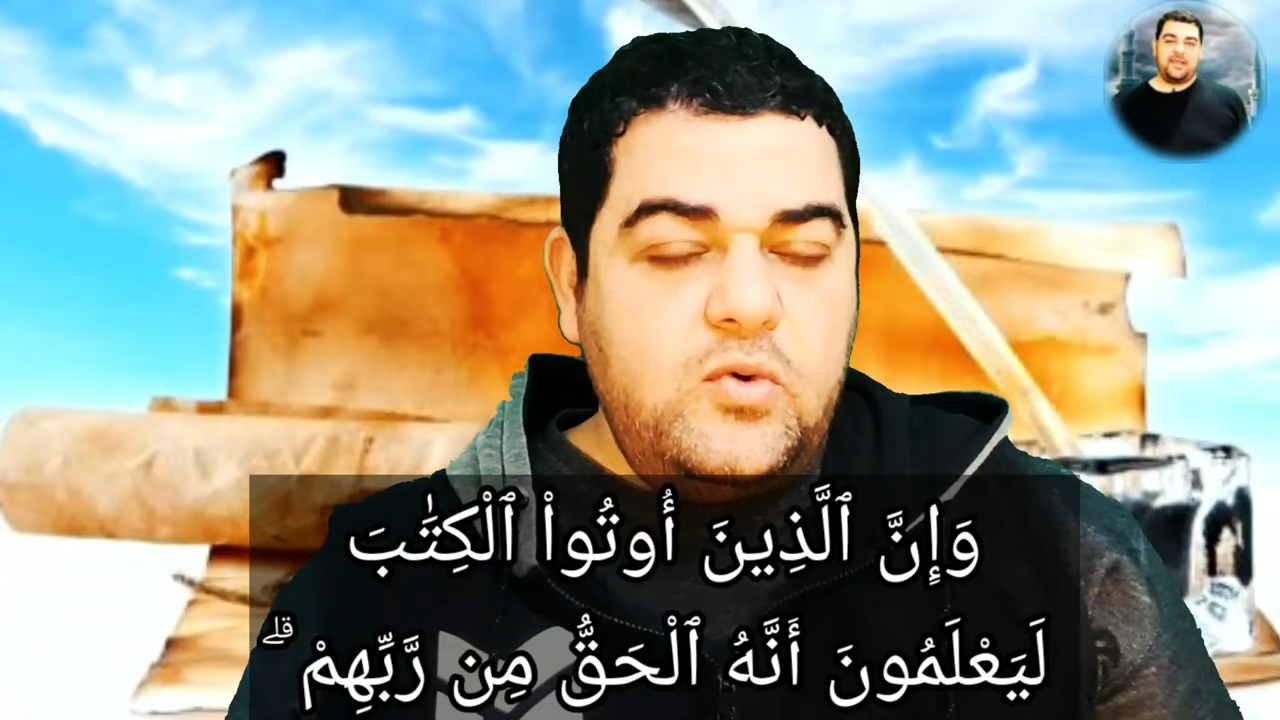 وَإِنَّ ٱلَّذِينَ أُوتُوا۟ ٱلْكِتَٰبَ
لَيَعْلَمُونَ أَنَّهُ ٱلْحَقُّ مِن رَّبِّهِمْ ۗ